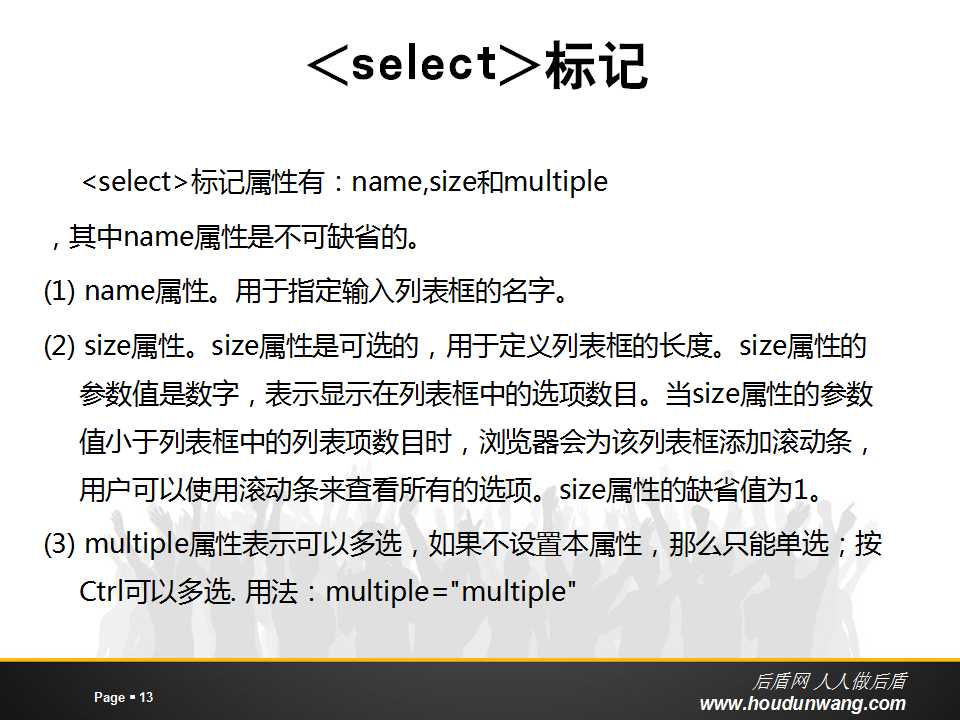 <select>标记
<select>标记属性有：name,size和multiple
，其中name属性是不可缺省的。
(1) name属性。用于指定输入列表框的名字。
(2) size属性。size属性是可选的，用于定义列表框的长度。size属性的
参数值是数字，表示显示在列表框中的选项数目。当size属性的参数
值小于列表框中的列表项数目时，浏览器会为该列表框添加滚动条，
用户可以使用滚动条来查看所有的选项。size属性的缺省值为1。
(3) multiple属性表示可以多选，如果不设置本属性，那么只能单选；按
Ctrl可以多选. 用法：multiple="multiple"
Page ▪ 13
后盾网 人人做后盾
www.houdunwang.com